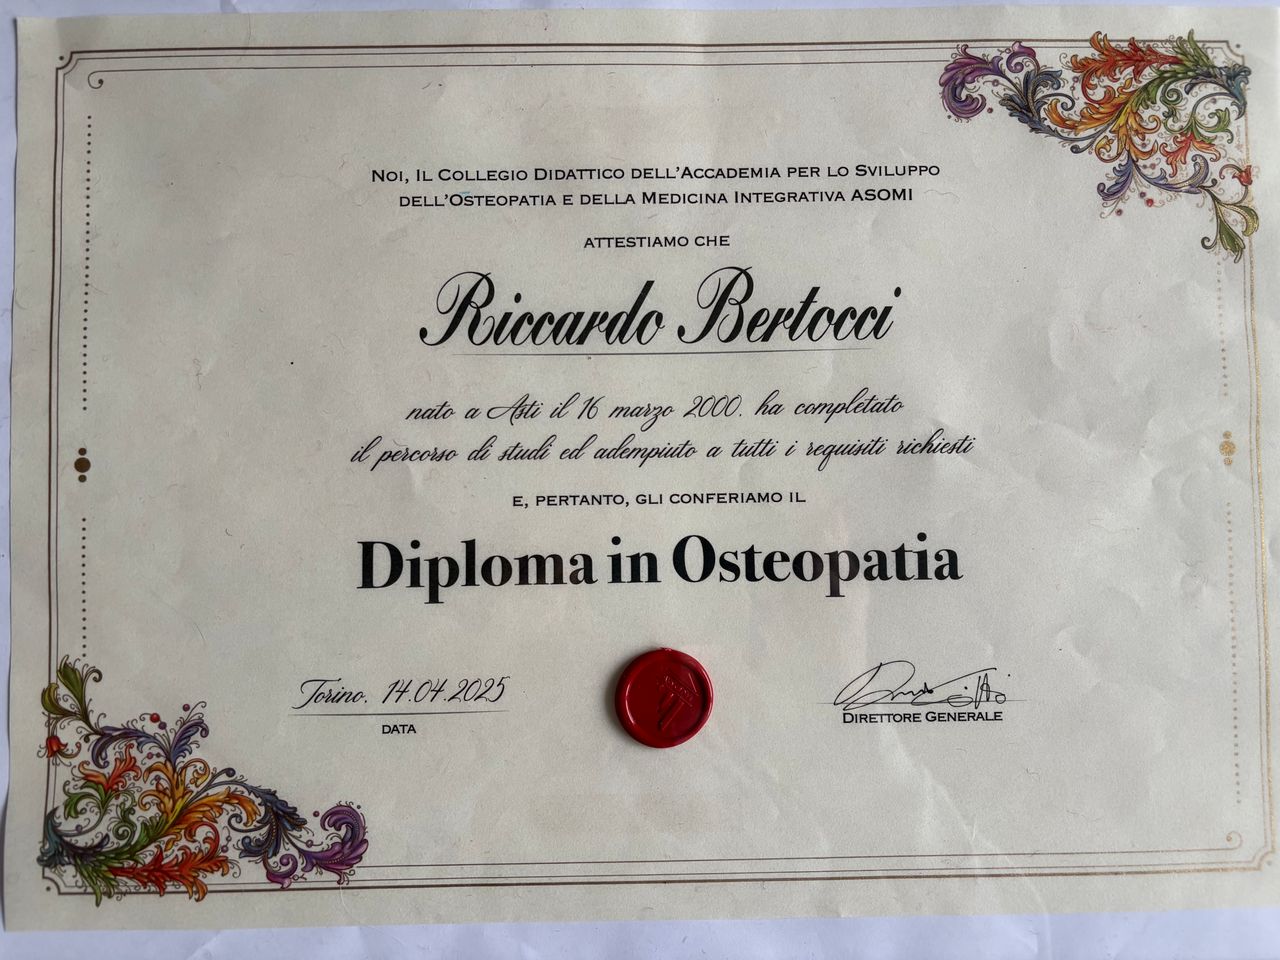 Noi, Il Collegio Didattico dell'Accademia per lo Sviluppo
dell'Osteopatia e della Medicina Integrativa ASOMI
attestiamo che
Riccardo Bertocci
nato a Asti il 16 marzo 2000. ha completato
il percorso di studi ed adempiuto a tutti i requisiti richiesti
e, pertanto, gli conferiamo il
Diploma in Osteopatia
Torino. 14.04.2025
Data
Direttore Generale